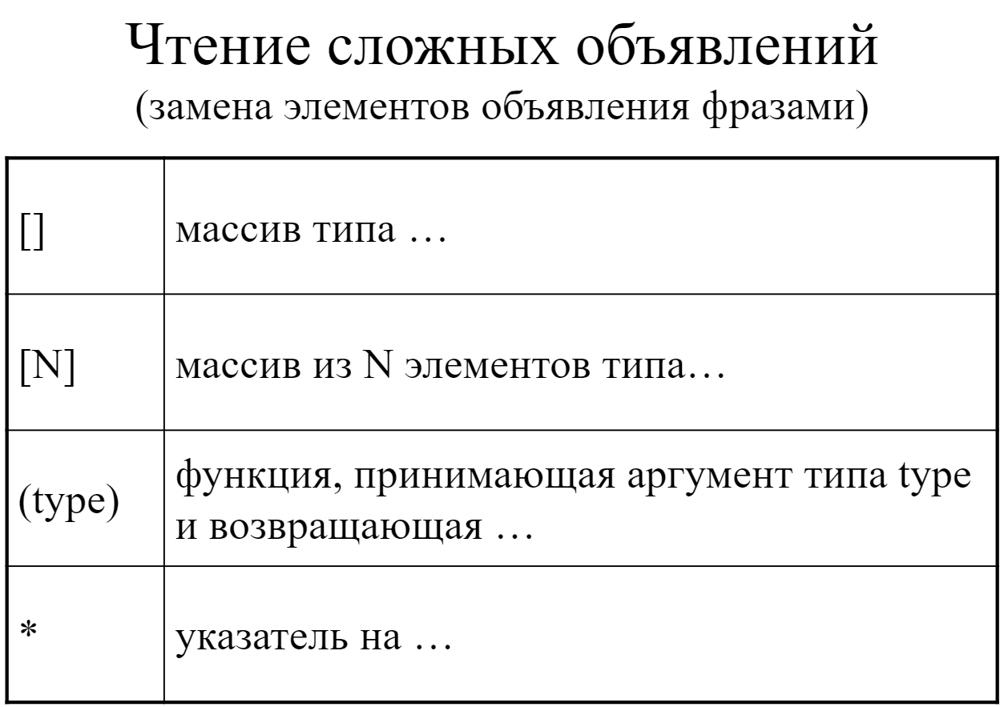 Чтение сложных объявлений
(замена элементов объявления фразами)
[]
массив типа …
[N]
массив из N элементов типа…
(type)
функция, принимающая аргумент типа type
и возвращающая …
*
указатель на …